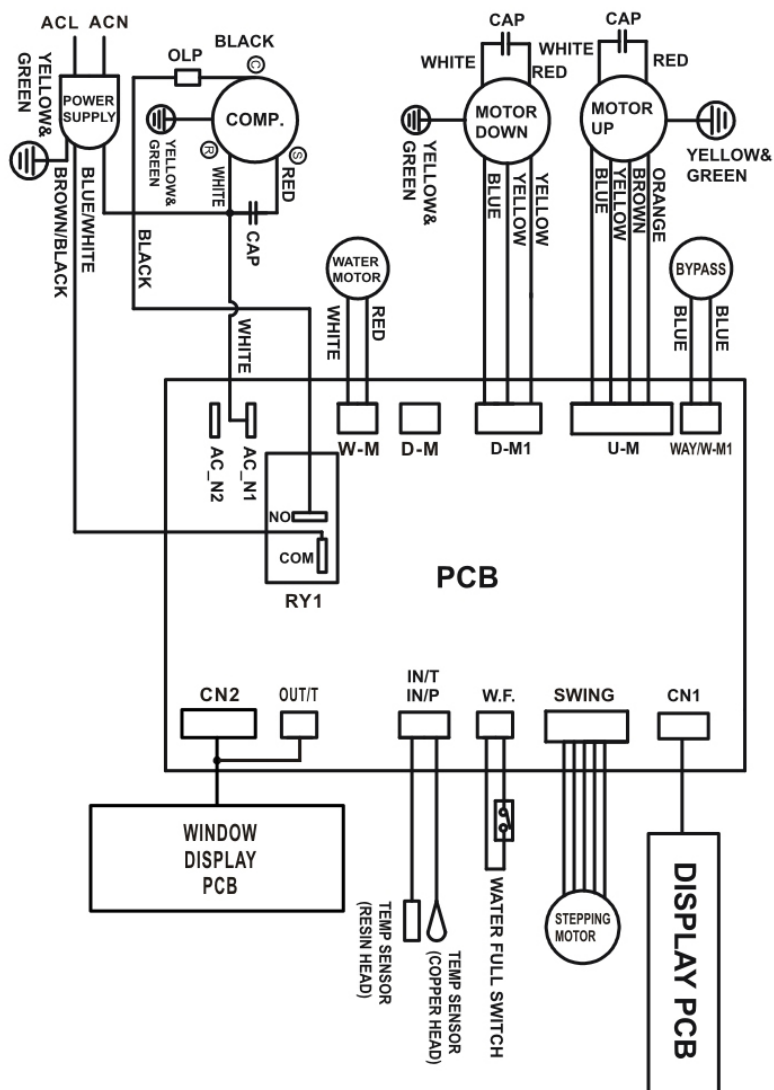 ACL ACN
POWER
SUPPLY
YELLOW&
GREEN
BROWN/BLACK
BLUE/WHITE
OLP
BLACK
C
COMP.
R
S
YELLOW&
GREEN
WHITE
RED
CAP
BLACK
WHITE
CAP
WHITE
RED
MOTOR
DOWN
YELLOW&
GREEN
BLUE
YELLOW
YELLOW
CAP
WHITE
RED
MOTOR
UP
YELLOW&
GREEN
BLUE
YELLOW
BROWN
ORANGE
WATER
MOTOR
WHITE
RED
BYPASS
BLUE
BLUE
AC_N2
AC_N1
W-M
D-M
D-M1
U-M
WAY/W-M1
NO
COM
RY1
PCB
CN2
OUT/T
IN/T
IN/P
W.F.
SWING
CN1
WINDOW
DISPLAY
PCB
TEMP SENSOR
(RESIN HEAD)
TEMP SENSOR
(COPPER HEAD)
WATER FULL SWITCH
STEPPING
MOTOR
DISPLAY PCB